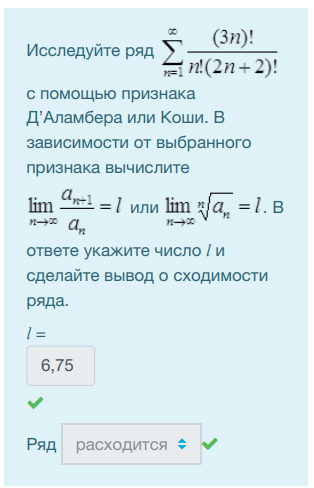 Исследуйте ряд \sum_{n=1}^{\infty} \frac{(3n)!}{n!(2n+2)!}
с помощью признака
Д'Аламбера или Коши. В
зависимости от выбранного
признака вычислите
\lim_{n \to \infty} \frac{a_{n+1}}{a_n} = l или \lim_{n \to \infty} \sqrt[n]{a_n} = l. В
ответе укажите число l и
сделайте вывод о сходимости
ряда.
l =
6,75
Ряд расходится